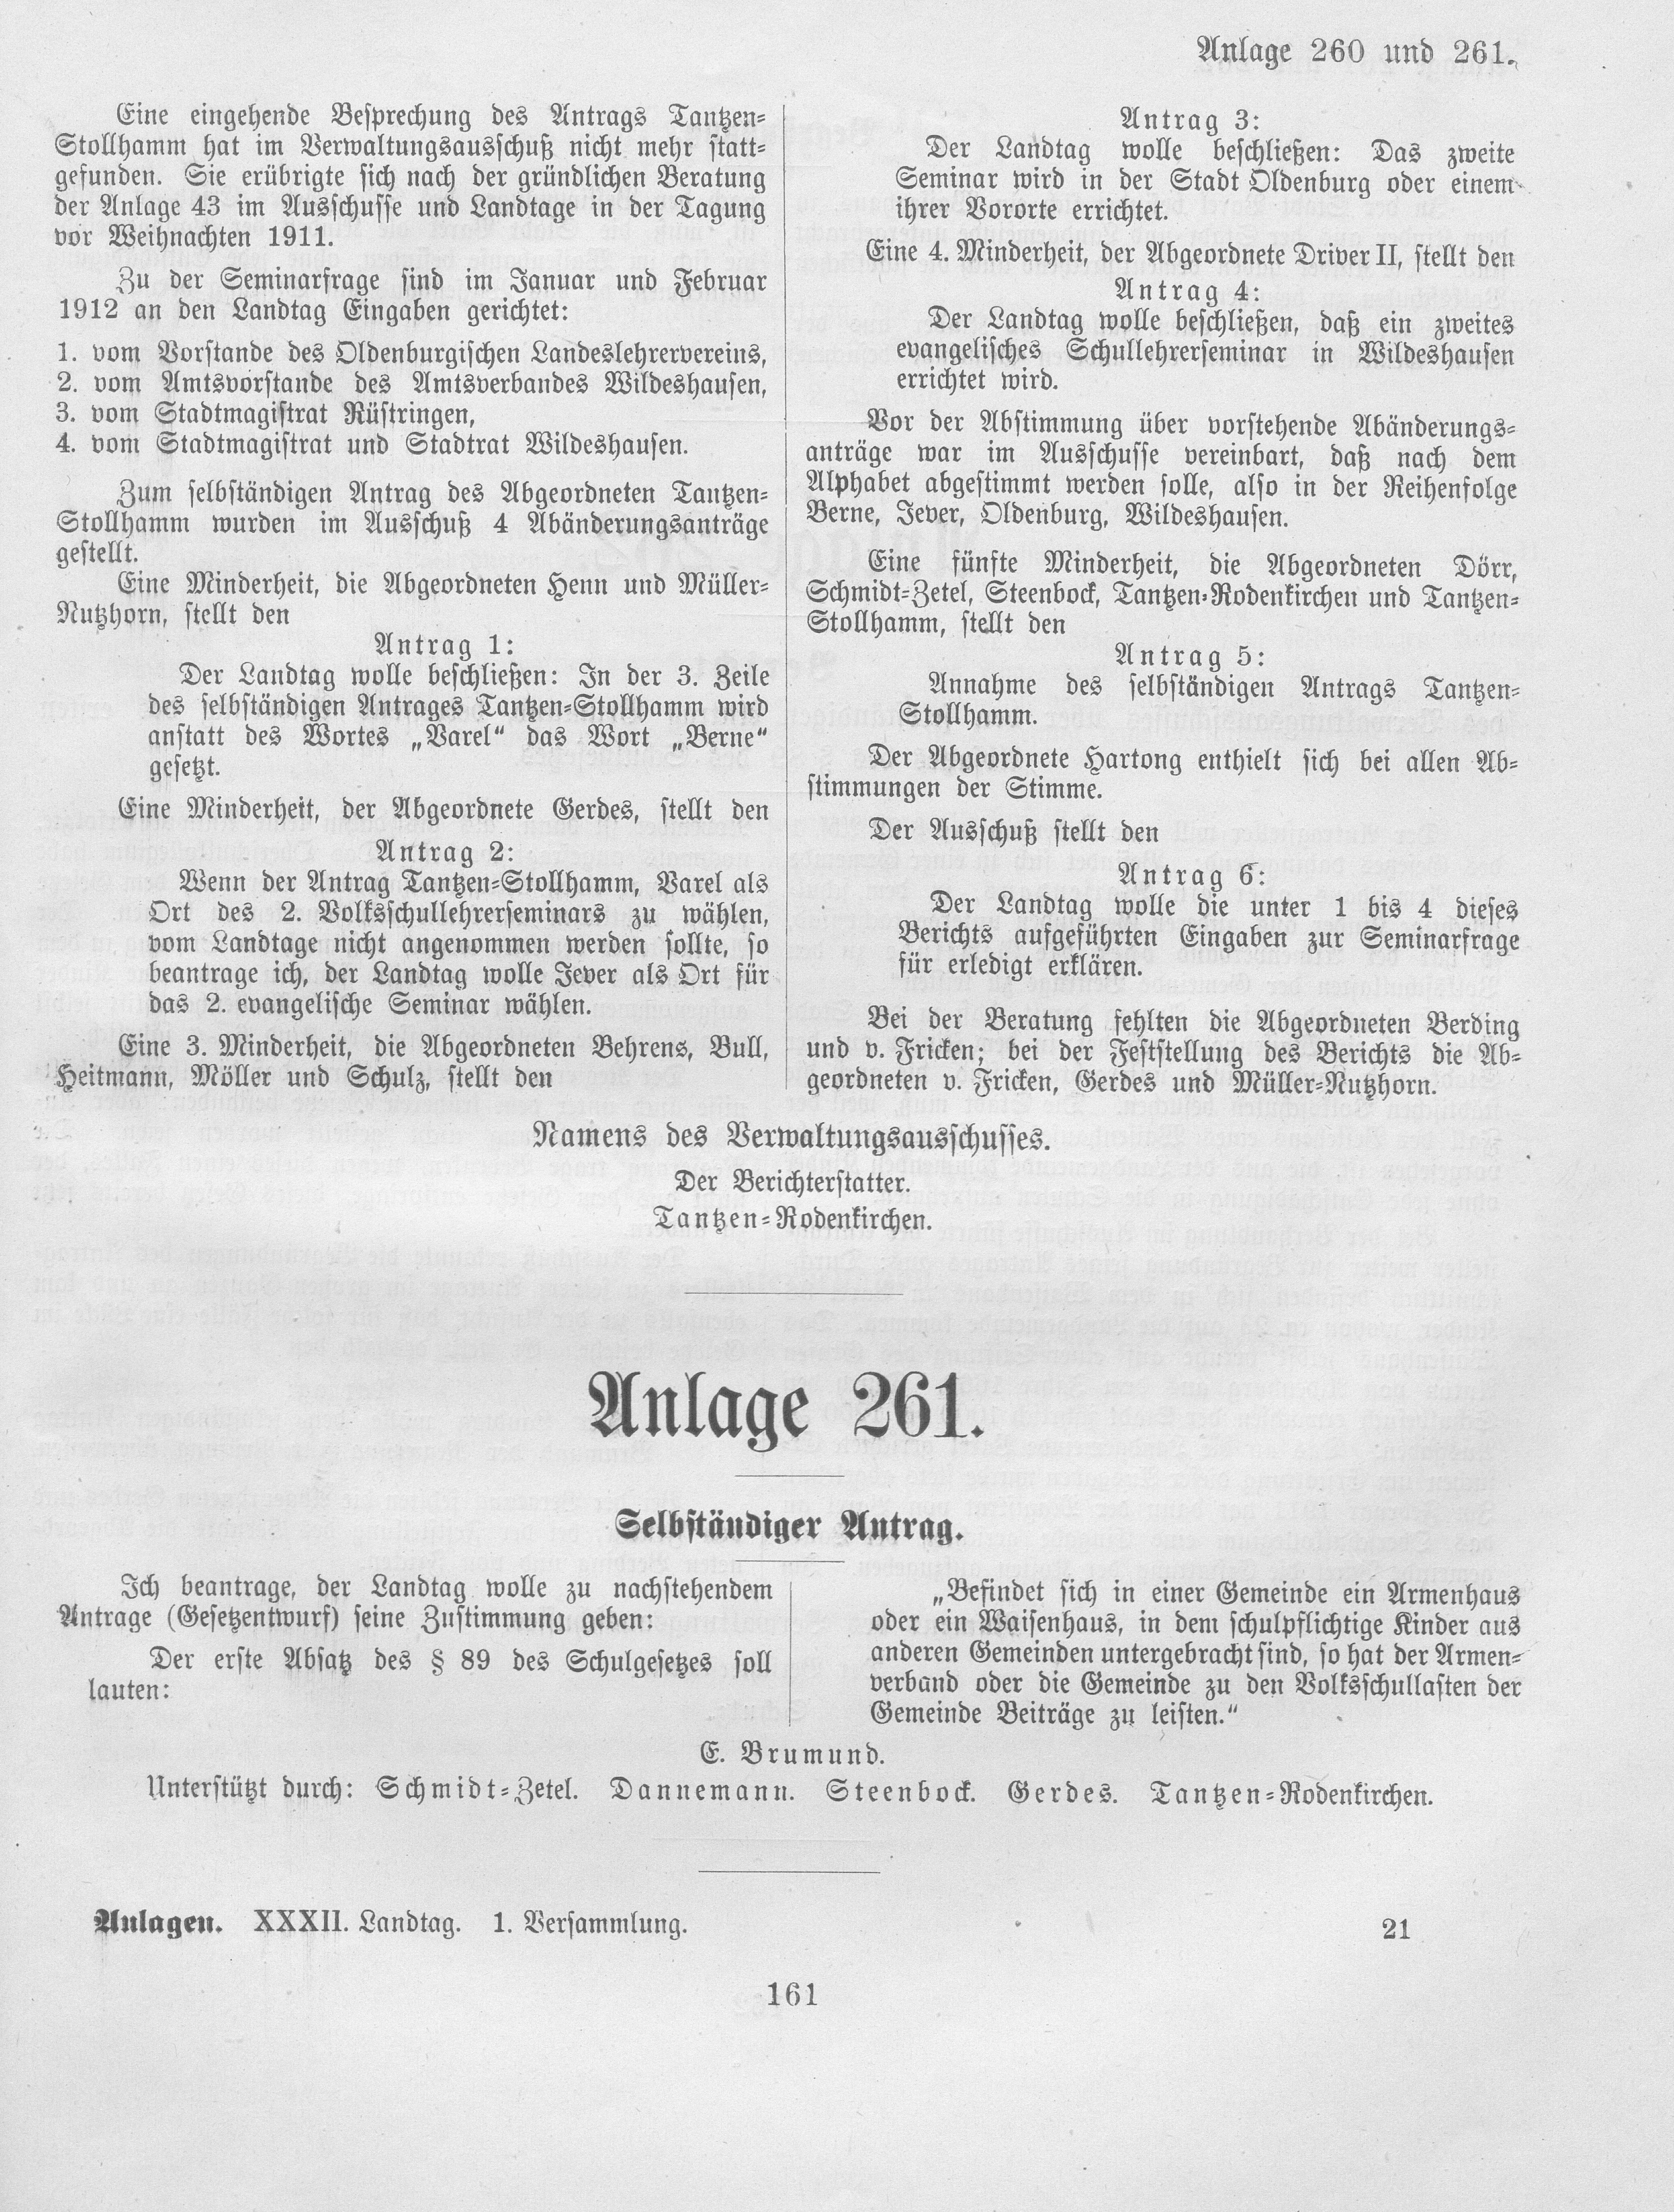 Anlage 260 und 261.
Eine eingehende Besprechung des Antrags Tantzen-
Stollhamm hat im Verwaltungsausschuß nicht mehr statt-
gefunden. Sie erübrigte sich nach der gründlichen Beratung
der Anlage 43 im Ausschusse und Landtage in der Tagung
vor Weihnachten 1911.
Zu der Seminarfrage sind im Januar und Februar
1912 an den Landtag Eingaben gerichtet:
1. vom Vorstande des Oldenburgischen Landeslehrervereins,
2. vom Amtsvorstande des Amtsverbandes Wildeshausen,
3. vom Stadtmagistrat Rüstringen,
4. vom Stadtmagistrat und Stadtrat Wildeshausen.
Zum selbständigen Antrag des Abgeordneten Tantzen-
Stollhamm wurden im Ausschuß 4 Abänderungsanträge
gestellt.
Eine Minderheit, die Abgeordneten Henn und Müller-
Nutzhorn, stellt den
Antrag 1:
Der Landtag wolle beschließen: In der 3. Zeile
des selbständigen Antrages Tantzen-Stollhamm wird
anstatt des Wortes „Varel“ das Wort „Berne“
gesetzt.
Eine Minderheit, der Abgeordnete Gerdes, stellt den
Antrag 2:
Wenn der Antrag Tantzen-Stollhamm, Varel als
Ort des 2. Volksschullehrerseminars zu wählen,
vom Landtage nicht angenommen werden sollte, so
beantrage ich, der Landtag wolle Jever als Ort für
das 2. evangelische Seminar wählen.
Eine 3. Minderheit, die Abgeordneten Behrens, Bull,
Heitmann, Möller und Schulz, stellt den
Antrag 3:
Der Landtag wolle beschließen: Das zweite
Seminar wird in der Stadt Oldenburg oder einem
ihrer Vororte errichtet.
Eine 4. Minderheit, der Abgeordnete Driver II, stellt den
Antrag 4:
Der Landtag wolle beschließen, daß ein zweites
evangelisches Schullehrerseminar in Wildeshausen
errichtet wird.
Vor der Abstimmung über vorstehende Abänderungs-
anträge war im Ausschusse vereinbart, daß nach dem
Alphabet abgestimmt werden solle, also in der Reihenfolge
Berne, Jever, Oldenburg, Wildeshausen.
Eine fünfte Minderheit, die Abgeordneten Dörr,
Schmidt-Zetel, Steenbock, Tantzen-Rodenkirchen und Tantzen-
Stollhamm, stellt den
Antrag 5:
Annahme des selbständigen Antrags Tantzen-
Stollhamm.
Der Abgeordnete Hartong enthielt sich bei allen Ab-
stimmungen der Stimme.
Der Ausschuß stellt den
Antrag 6:
Der Landtag wolle die unter 1 bis 4 dieses
Berichts aufgeführten Eingaben zur Seminarfrage
für erledigt erklären.
Bei der Beratung fehlten die Abgeordneten Berding
und v. Fricken; bei der Feststellung des Berichts die Ab-
geordneten v. Fricken, Gerdes und Müller-Nutzhorn.
Namens des Verwaltungsausschusses.
Der Berichterstatter.
Tantzen-Rodenkirchen.
Anlage 261.
Selbständiger Antrag.
Ich beantrage, der Landtag wolle zu nachstehendem
Antrage (Gesetzentwurf) seine Zustimmung geben:
Der erste Absatz des § 89 des Schulgesetzes soll
lauten:
„Befindet sich in einer Gemeinde ein Armenhaus
oder ein Waisenhaus, in dem schulpflichtige Kinder aus
anderen Gemeinden untergebracht sind, so hat der Armen-
verband oder die Gemeinde zu den Volksschullasten der
Gemeinde Beiträge zu leisten.“
E. Brumund.
Unterstützt durch: Schmidt-Zetel. Dannemann. Steenbock. Gerdes. Tantzen-Rodenkirchen.
Anlagen. XXXII. Landtag. 1. Versammlung.
21
161